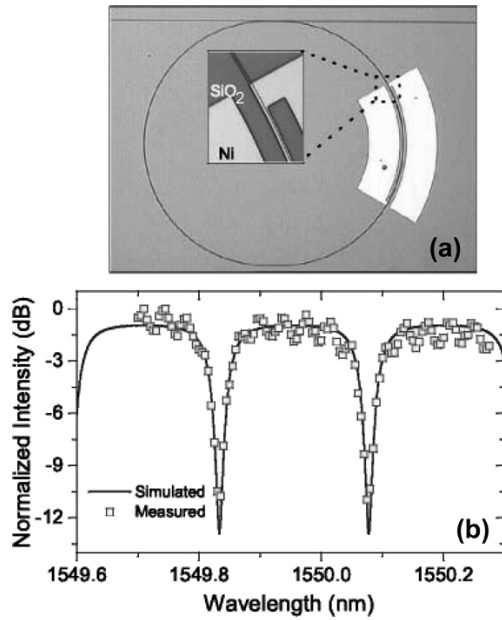 SiO2
Ni
(a)
Normalized Intensity (dB)
0
-3
-6
-9
-12
Simulated
Measured
(b)
1549.6
1549.8
1550.0
1550.2
Wavelength (nm)